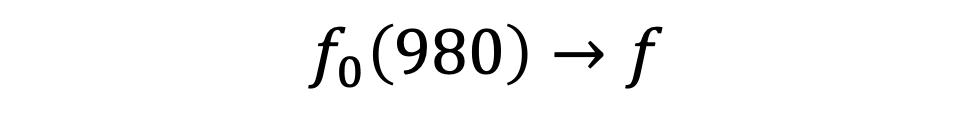 f₀(980) → f